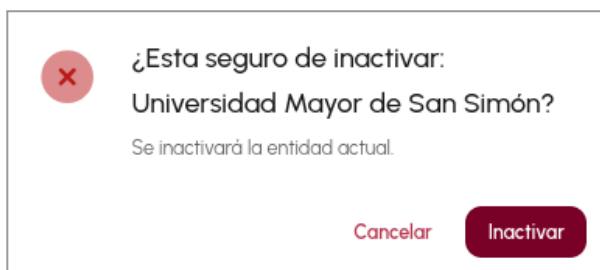 ¿Esta seguro de inactivar:
Universidad Mayor de San Simón?
Se inactivará la entidad actual.
Cancelar
Inactivar